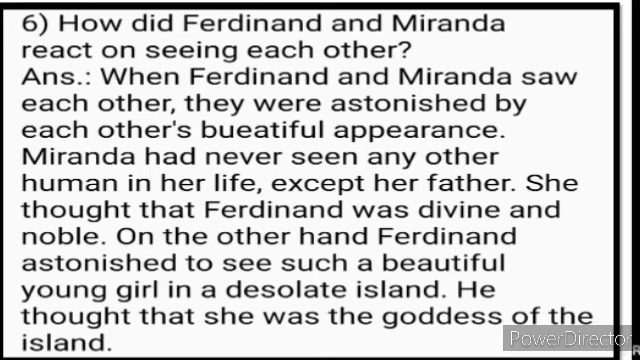 6) How did Ferdinand and Miranda
react on seeing each other?
Ans.: When Ferdinand and Miranda saw
each other, they were astonished by
each other's bueatiful appearance.
Miranda had never seen any other
human in her life, except her father. She
thought that Ferdinand was divine and
noble. On the other hand Ferdinand
astonished to see such a beautiful
young girl in a desolate island. He
thought that she was the goddess of the
island.
PowerDirector